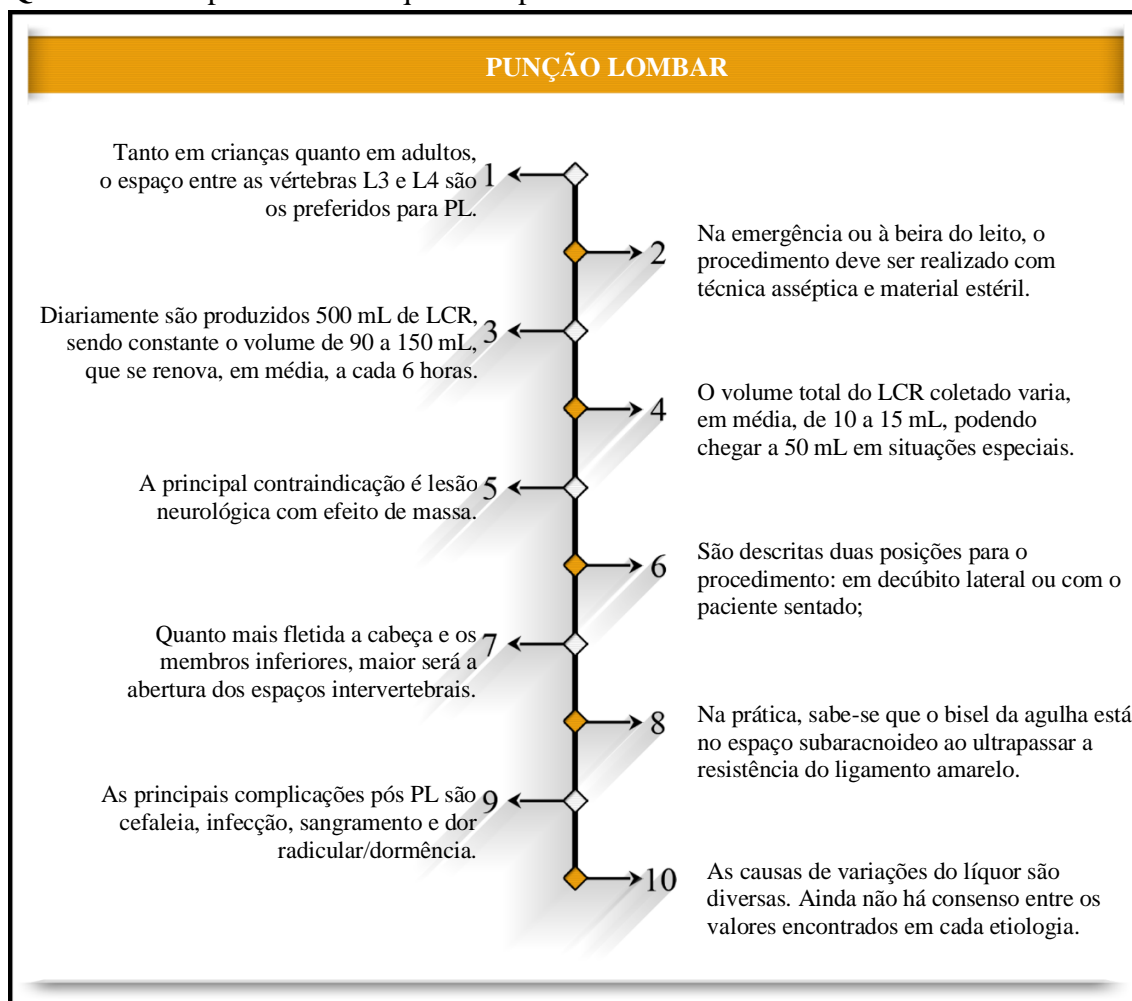 PUNÇÃO LOMBAR
Tanto em crianças quanto em adultos,
o espaço entre as vértebras L3 e L4 são
os preferidos para PL.
1
2
Na emergência ou à beira do leito, o
procedimento deve ser realizado com
técnica asséptica e material estéril.
Diariamente são produzidos 500 mL de LCR,
sendo constante o volume de 90 a 150 mL,
que se renova, em média, a cada 6 horas.
3
4
O volume total do LCR coletado varia,
em média, de 10 a 15 mL, podendo
chegar a 50 mL em situações especiais.
A principal contraindicação é lesão
neurológica com efeito de massa.
5
6
São descritas duas posições para o
procedimento: em decúbito lateral ou com o
paciente sentado;
Quanto mais fletida a cabeça e os
membros inferiores, maior será a
abertura dos espaços intervertebrais.
7
8
Na prática, sabe-se que o bisel da agulha está
no espaço subaracnoideo ao ultrapassar a
resistência do ligamento amarelo.
As principais complicações pós PL são
cefaleia, infecção, sangramento e dor
radicular/dormência.
9
10
As causas de variações do líquor são
diversas. Ainda não há consenso entre os
valores encontrados em cada etiologia.